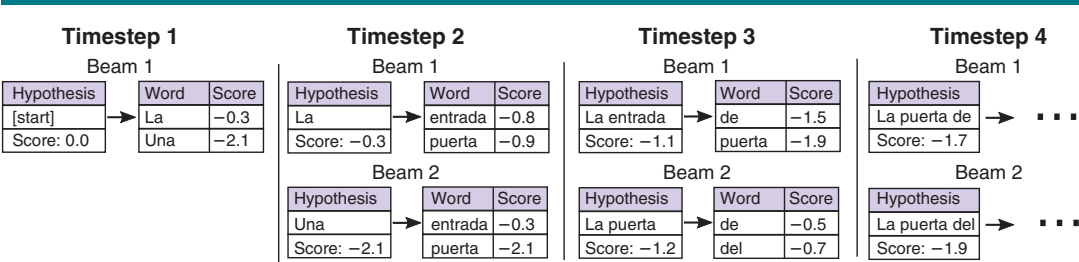 Timestep 1
Beam 1
Hypothesis
[start]
Score: 0.0
Word Score
La −0.3
Una −2.1
Timestep 2
Beam 1
Hypothesis
La
Score: −0.3
Word Score
entrada −0.8
puerta −0.9
Beam 2
Hypothesis
Una
Score: −2.1
Word Score
entrada −0.3
puerta −2.1
Timestep 3
Beam 1
Hypothesis
La entrada
Score: −1.1
Word Score
de −1.5
puerta −1.9
Beam 2
Hypothesis
La puerta
Score: −1.2
Word Score
de −0.5
del −0.7
Timestep 4
Beam 1
Hypothesis
La puerta de
Score: −1.7
...
Beam 2
Hypothesis
La puerta del
Score: −1.9
...